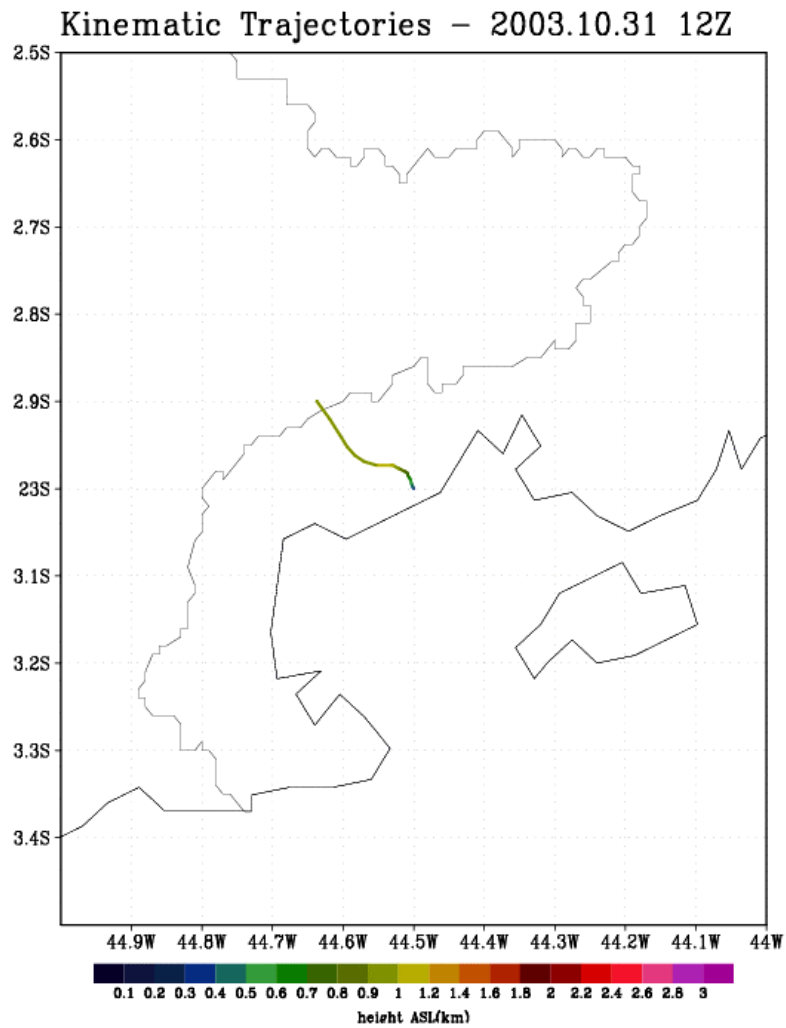 Kinematic Trajectories - 2003.10.31 12Z
2.5S
2.6S
2.7S
2.8S
2.9S
23S
3.1S
3.2S
3.3S
3.4S
44.9W 44.8W 44.7W 44.6W 44.5W 44.4W 44.3W 44.2W 44.1W 44W
0.1 0.2 0.3 0.4 0.5 0.6 0.7 0.8 0.9 1 1.2 1.4 1.6 1.8 2 2.2 2.4 2.6 2.8 3
height ASL(km)